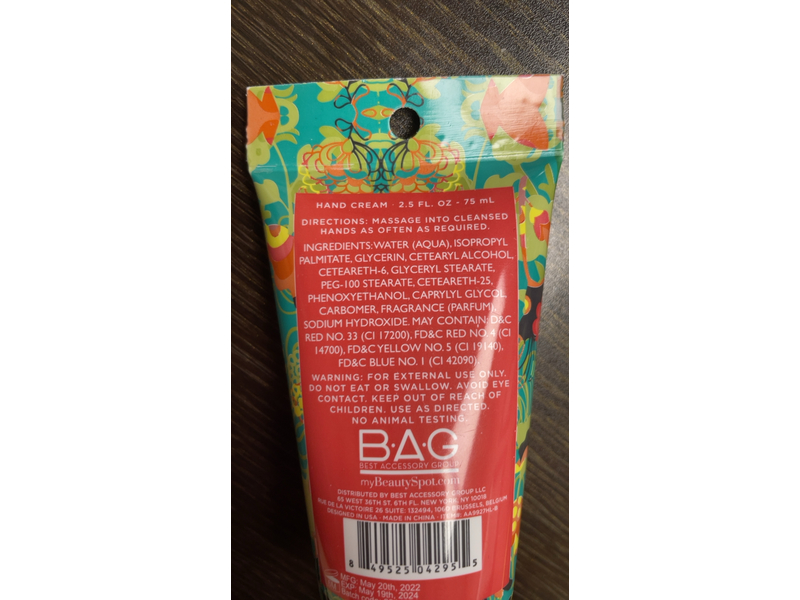 HAND CREAM · 2.5 FL. OZ - 75 mL
DIRECTIONS: MASSAGE INTO CLEANSED
HANDS AS OFTEN AS REQUIRED.
INGREDIENTS:WATER (AQUA), ISOPROPYL
PALMITATE, GLYCERIN, CETEARYL ALCOHOL,
CETEARETH-6, GLYCERYL STEARATE,
PEG-100 STEARATE, CETEARETH-25,
PHENOXYETHANOL, CAPRYLYL GLYCOL,
CARBOMER, FRAGRANCE (PARFUM),
SODIUM HYDROXIDE. MAY CONTAIN: D&C
RED NO. 33 (CI 17200), FD&C RED NO. 4 (CI
14700), FD&C YELLOW NO. 5 (CI 19140),
FD&C BLUE NO. 1 (CI 42090).
WARNING: FOR EXTERNAL USE ONLY.
DO NOT EAT OR SWALLOW. AVOID EYE
CONTACT. KEEP OUT OF REACH OF
CHILDREN. USE AS DIRECTED.
NO ANIMAL TESTING.
B·A·G
BEST ACCESSORY GROUP
myBeautySpot.com
DISTRIBUTED BY BEST ACCESSORY GROUP LLC
65 WEST 36TH ST. 6TH FL. NEW YORK, NY 10018
RUE DE LA VICTOIRE 26 SUITE: 132494, 1060 BRUSSELS, BELGIUM
DESIGNED IN USA · MADE IN CHINA · ITEM# AA9927HL-B
8 49525 04295 5
MFG: May 20th, 2022
EXP: May 19th, 2024
Batch code: